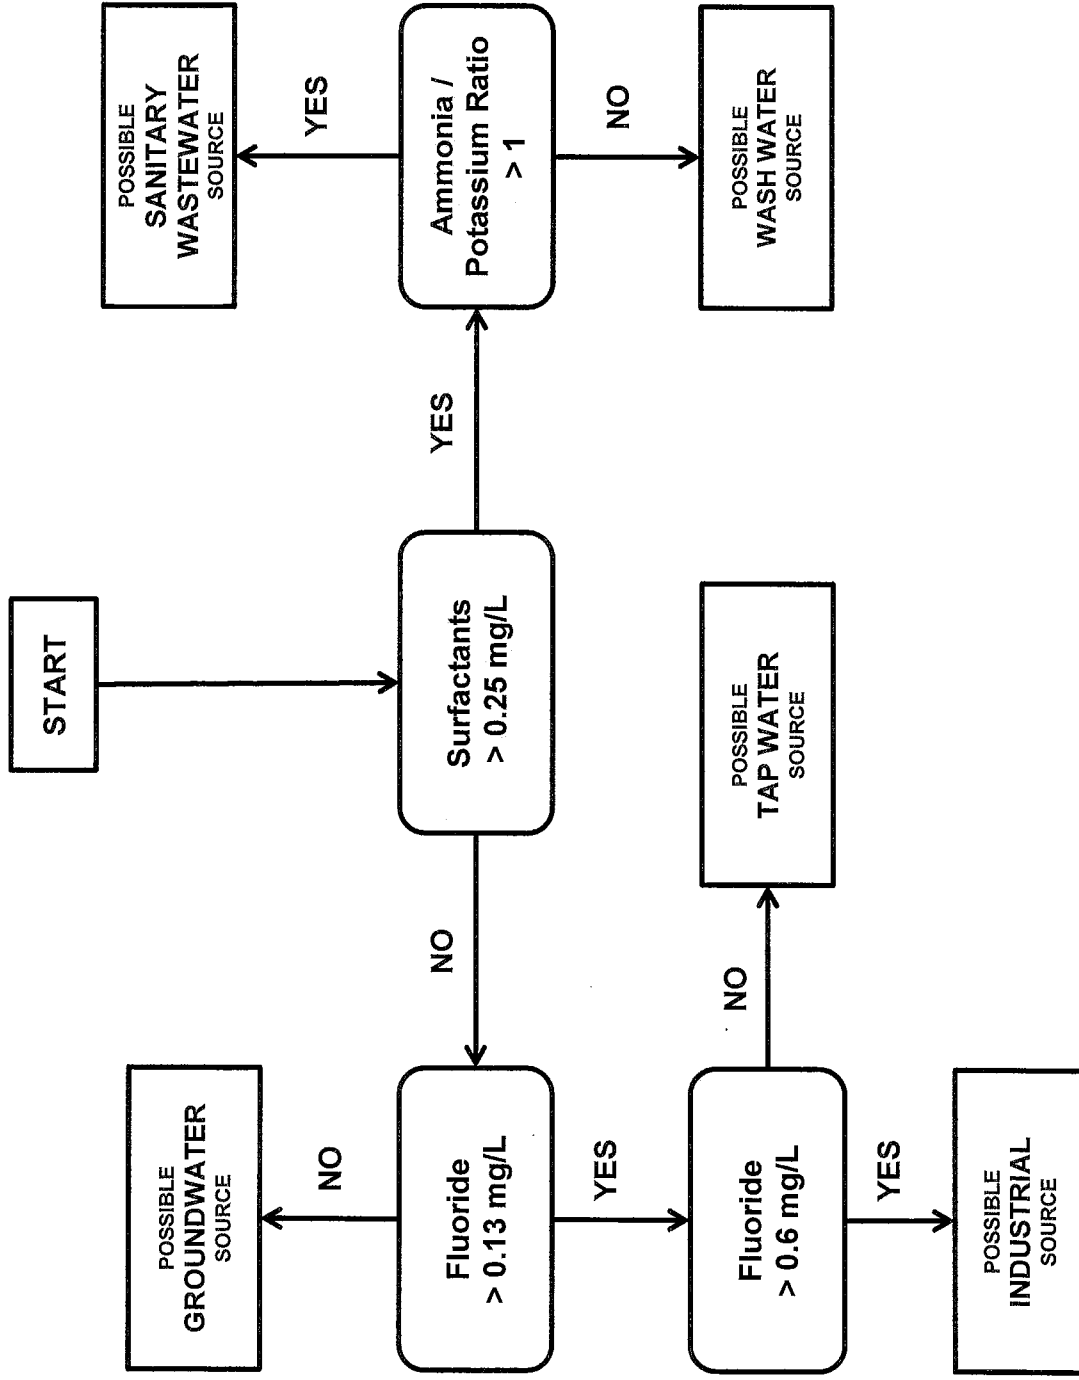 START
Surfactants
> 0.25 mg/L
YES
Ammonia /
Potassium Ratio
> 1
YES
POSSIBLE
SANITARY
WASTEWATER
SOURCE
NO
POSSIBLE
WASH WATER
SOURCE
NO
Fluoride
> 0.13 mg/L
NO
POSSIBLE
GROUNDWATER
SOURCE
YES
Fluoride
> 0.6 mg/L
NO
POSSIBLE
TAP WATER
SOURCE
YES
POSSIBLE
INDUSTRIAL
SOURCE